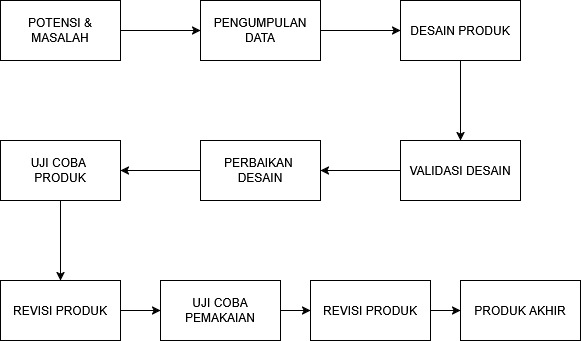 POTENSI &
MASALAH
PENGUMPULAN
DATA
DESAIN PRODUK
UJI COBA
PRODUK
PERBAIKAN
DESAIN
VALIDASI DESAIN
REVISI PRODUK
UJI COBA
PEMAKAIAN
REVISI PRODUK
PRODUK AKHIR